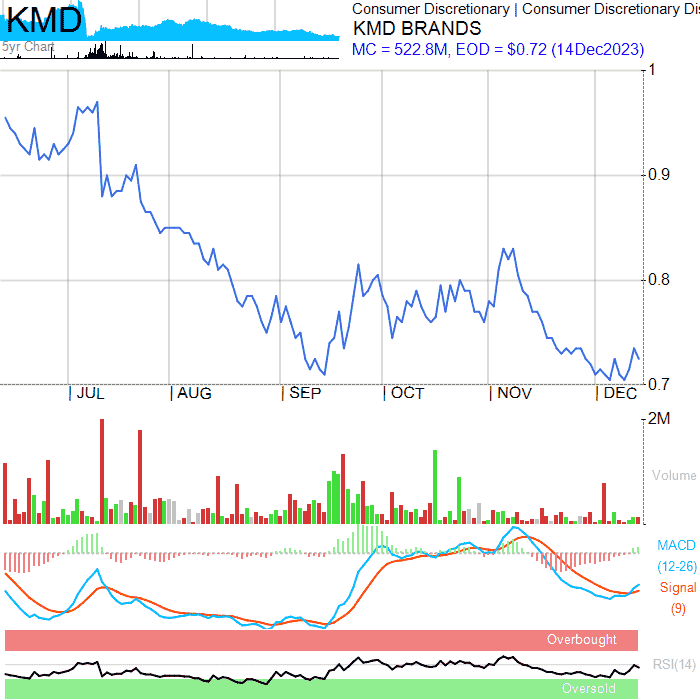 KMD
5yr Chart
Consumer Discretionary | Consumer Discretionary Di
KMD BRANDS
MC = 522.8M, EOD = $0.72 (14Dec2023)
1
0.9
0.8
0.7
| JUL | AUG | SEP | OCT | NOV | DEC
2M
Volume
MACD
(12-26)
Signal
(9)
Overbought
RSI(14)
Oversold